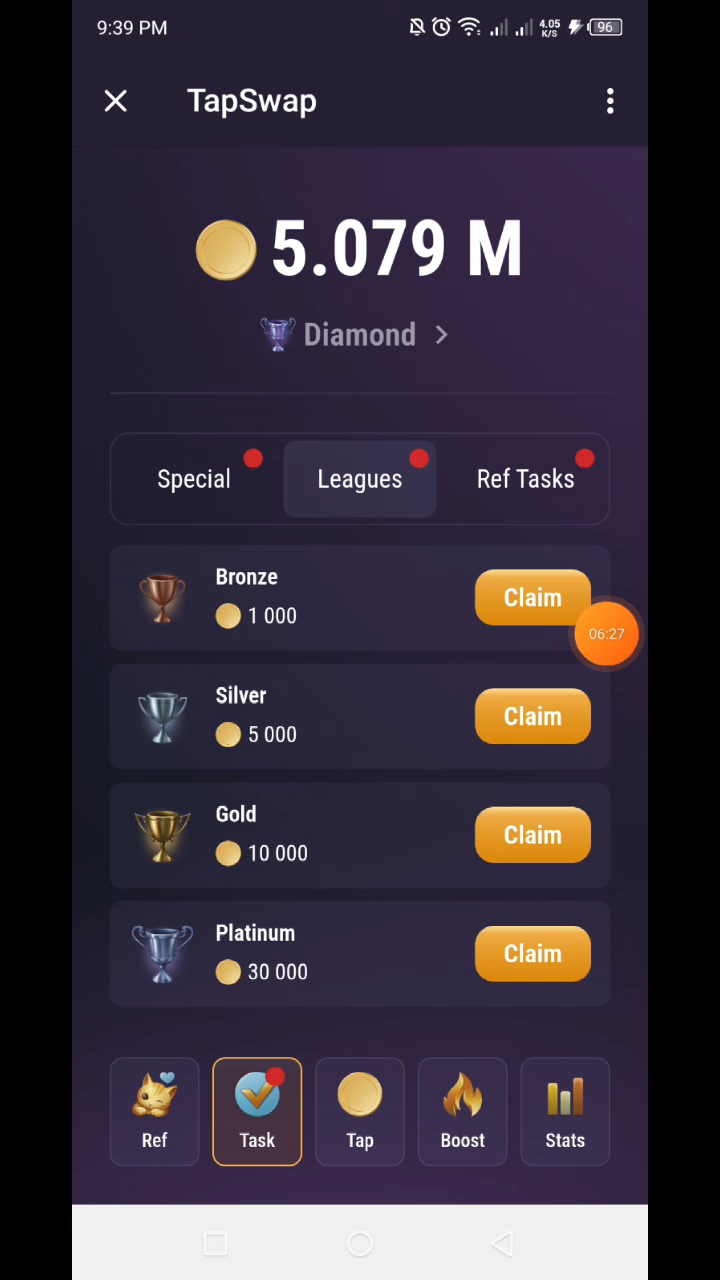 9:39 PM
4.05
K/S
96
TapSwap
5.079 M
Diamond
Special
Leagues
Ref Tasks
Bronze
1 000
Claim
06:27
Silver
5 000
Claim
Gold
10 000
Claim
Platinum
30 000
Claim
Ref
Task
Tap
Boost
Stats